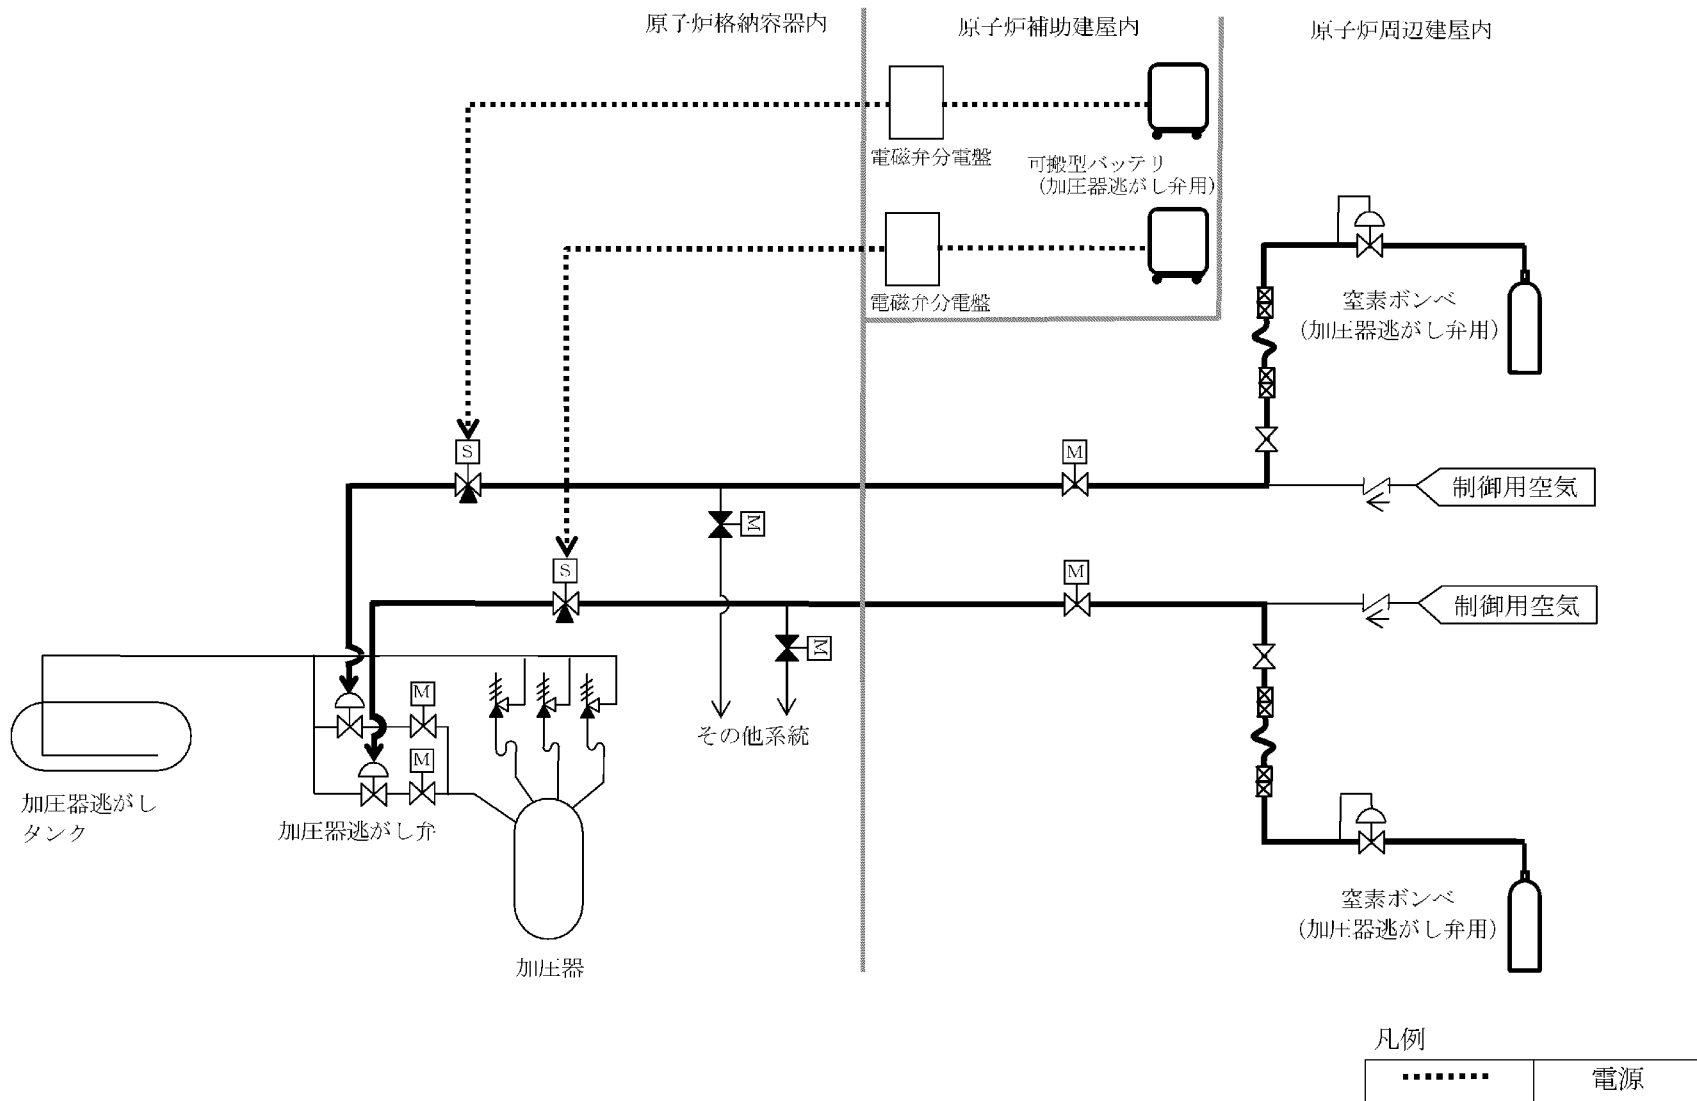 原子炉格納容器内
原子炉補助建屋内
原子炉周辺建屋内
電磁弁分電盤
可搬型バッテリ
（加圧器逃がし弁用）
電磁弁分電盤
窒素ボンベ
（加圧器逃がし弁用）
S
M
制御用空気
M
S
M
制御用空気
M
M
その他系統
M
加圧器逃がし
タンク
加圧器逃がし弁
窒素ボンベ
（加圧器逃がし弁用）
加圧器
凡例
電源